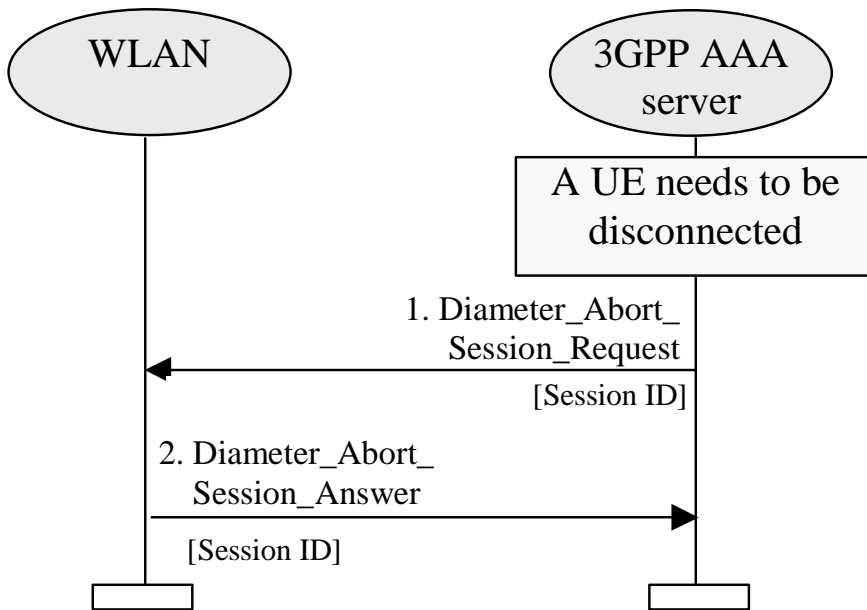 WLAN
3GPP AAA
server
A UE needs to be
disconnected
1. Diameter_Abort_
Session_Request
[Session ID]
2. Diameter_Abort_
Session_Answer
[Session ID]